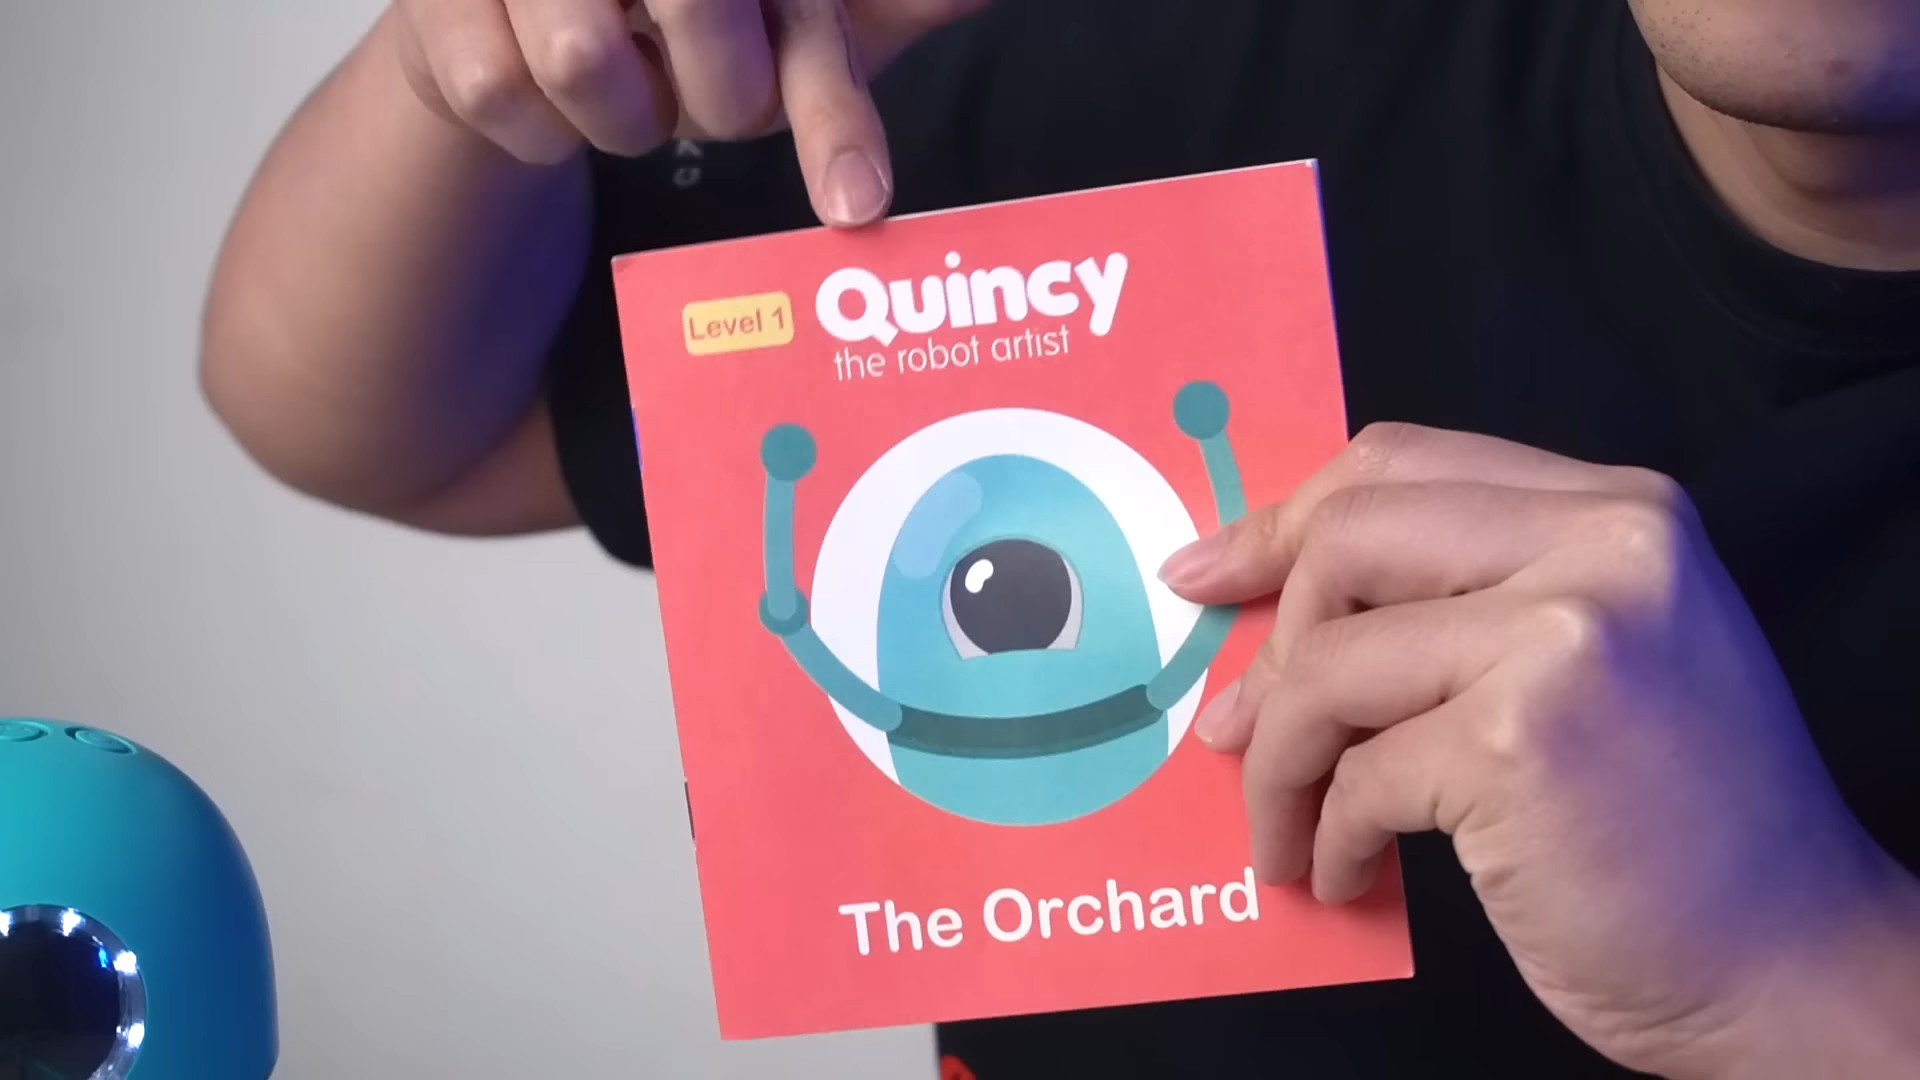 Level 1
Quincy
the robot artist
The Orchard